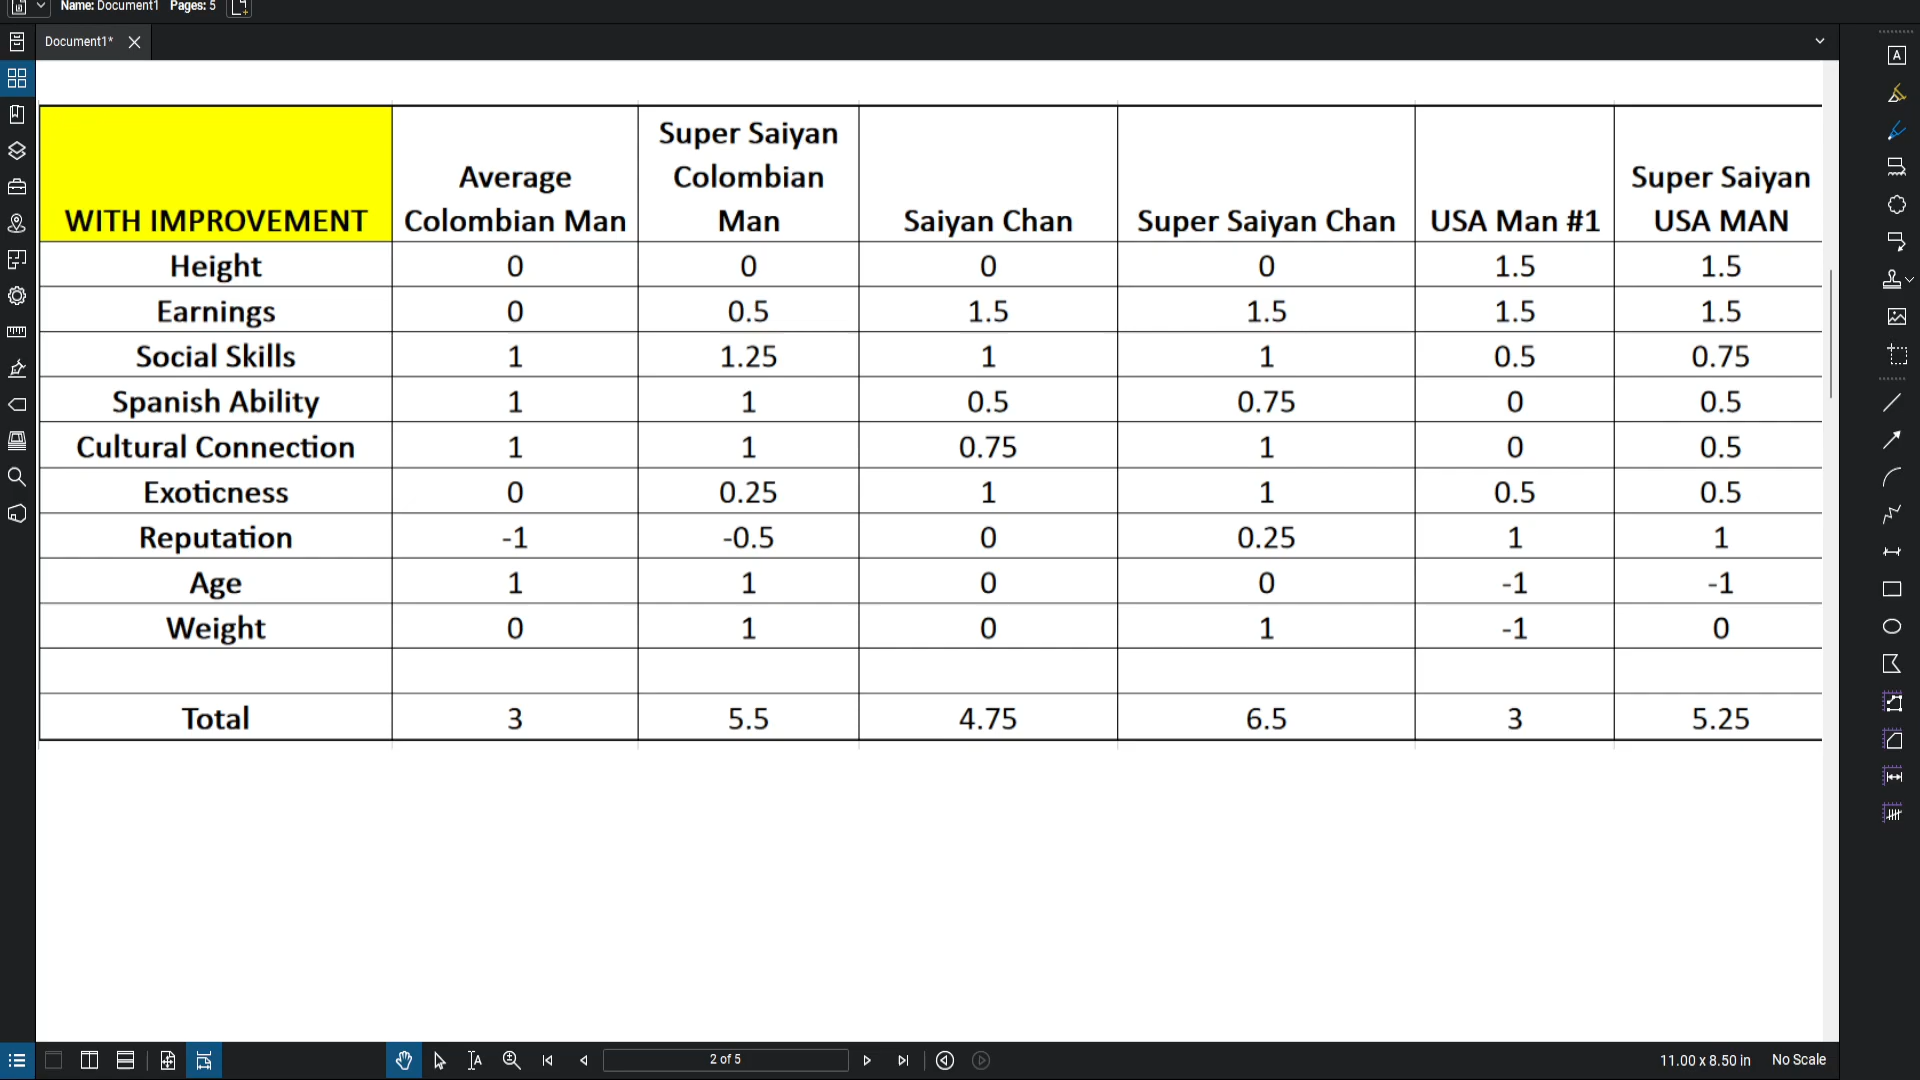 Name: Document1 Pages: 5
Document1*
WITH IMPROVEMENT Average Colombian Man Super Saiyan Colombian Man Saiyan Chan Super Saiyan Chan USA Man #1 Super Saiyan USA MAN
Height 0 0 0 0 1.5 1.5
Earnings 0 0.5 1.5 1.5 1.5 1.5
Social Skills 1 1.25 1 1 0.5 0.75
Spanish Ability 1 1 0.5 0.75 0 0.5
Cultural Connection 1 1 0.75 1 0 0.5
Exoticness 0 0.25 1 1 0.5 0.5
Reputation -1 -0.5 0 0.25 1 1
Age 1 1 0 0 -1 -1
Weight 0 1 0 1 -1 0
Total 3 5.5 4.75 6.5 3 5.25
2 of 5
11.00 x 8.50 in No Scale